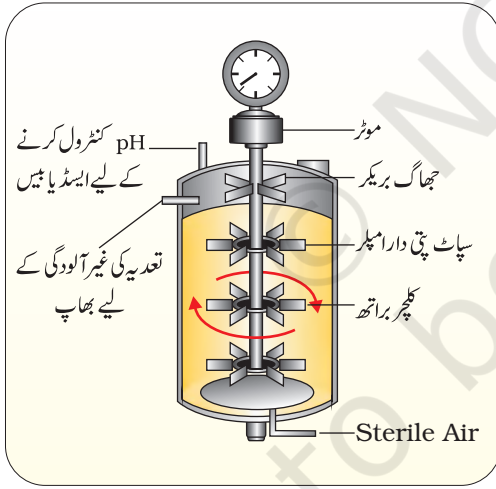 موٹر
pH کنٹرول کرنے
کے لیے ایسڈ یا بیس
جھاگ بریکر
سپاٹ پتی دار امپلر
تعدیہ کی غیر آلودگی کے
لیے بھاپ
کلچر براتھ
Sterile Air